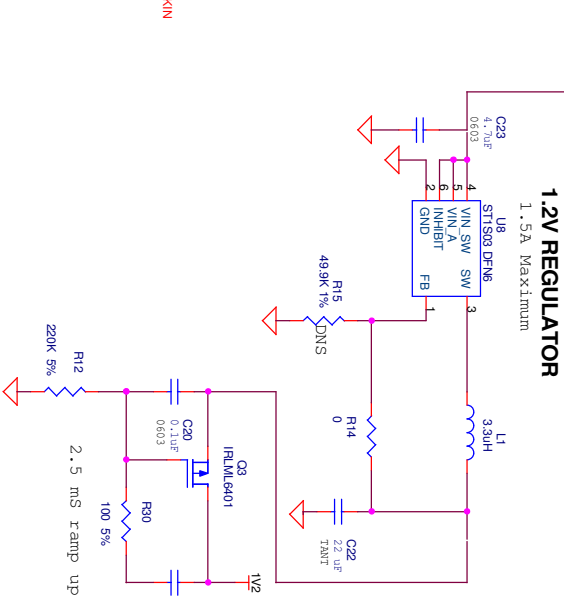 KIN
1.2V REGULATOR
1.5A Maximum
C23
4.7uF
0603
U8
ST1S03 DFN6
4
5
6
2
VIN_SW
VIN_A
INHIBIT
GND
SW
FB
3
1
L1
3.3uH
R15
49.9K 1%
DNS
R14
0
C22
22 uF
TANT
R12
220K 5%
C20
0.1uF
0603
Q3
IRLML6401
R30
100 5%
1V2
2.5 mS ramp up